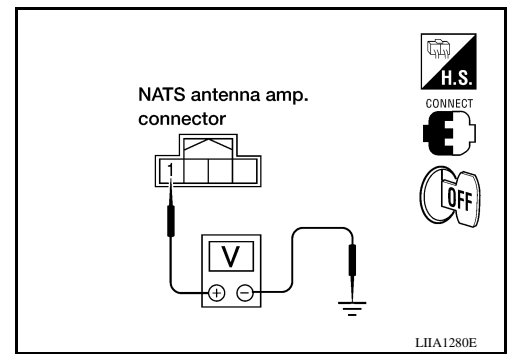 H.S.
NATS antenna amp.
connector
CONNECT
1
OFF
V
+ −
LIIA1280E